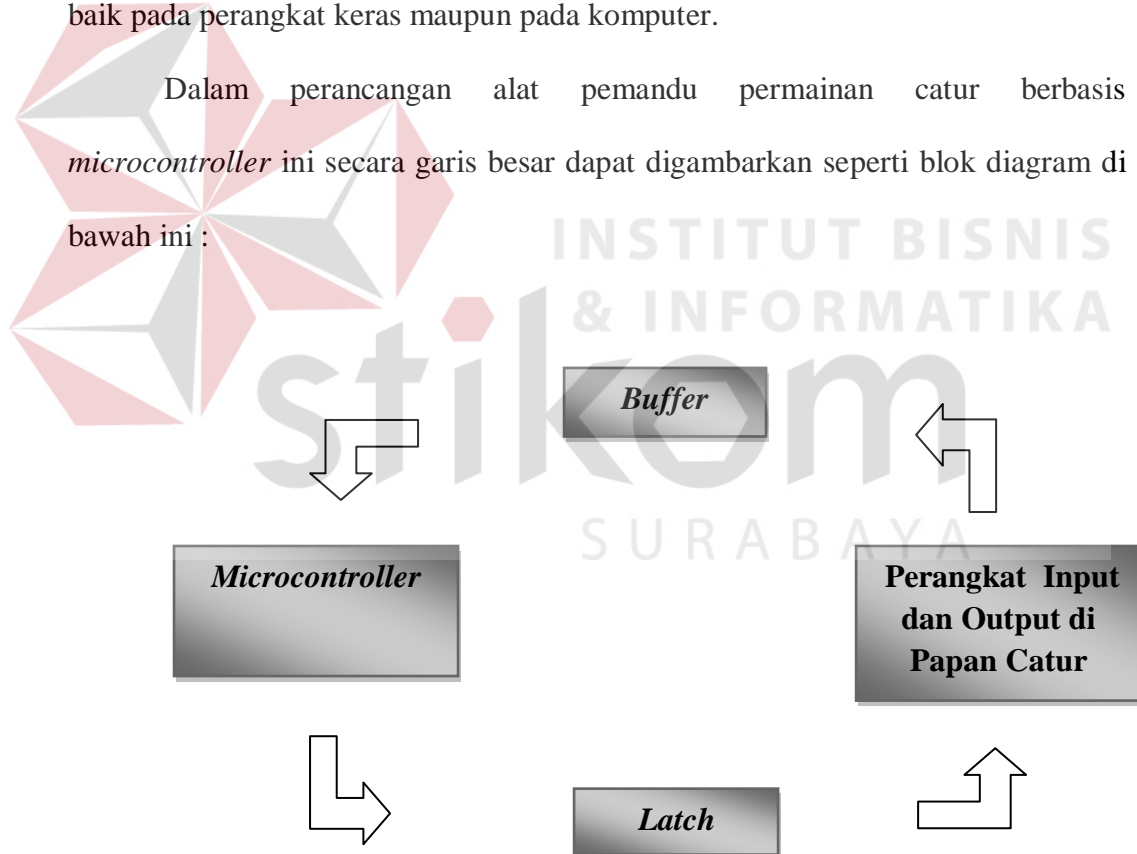 baik pada perangkat keras maupun pada komputer.
Dalam perancangan alat pemandu permainan catur berbasis
microcontroller ini secara garis besar dapat digambarkan seperti blok diagram di
bawah ini :
INSTITUT BISNIS
& INFORMATIKA
stikom
SURABAYA
Buffer
Microcontroller
Perangkat Input
dan Output di
Papan Catur
Latch